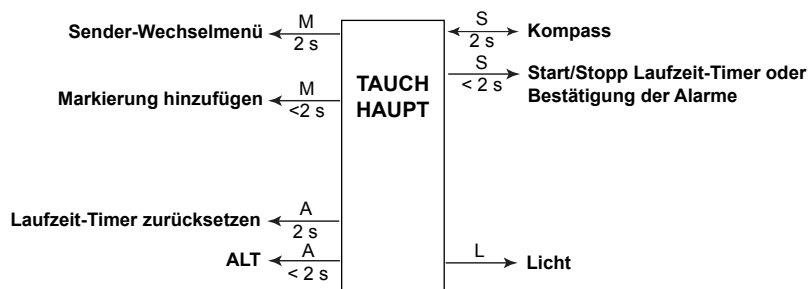 Sender-Wechselmenü
M
2 s
Markierung hinzufügen
M
<2 s
Laufzeit-Timer zurücksetzen
A
2 s
ALT
A
< 2 s
TAUCH
HAUPT
S
2 s
Kompass
S
< 2 s
Start/Stopp Laufzeit-Timer oder
Bestätigung der Alarme
L
Licht